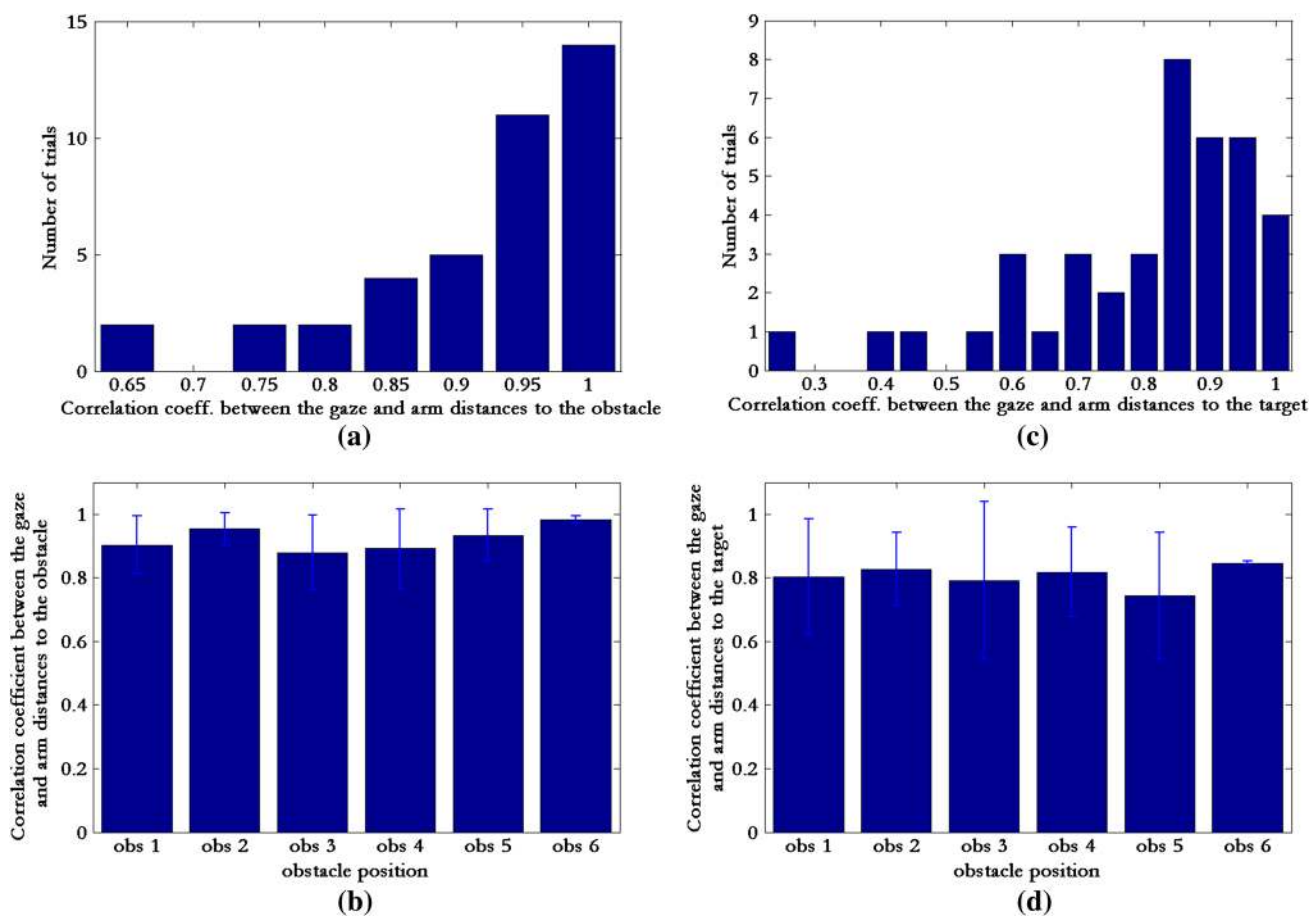 15
10
5
0
Number of trials
0.65 0.7 0.75 0.8 0.85 0.9 0.95 1
Correlation coeff. between the gaze and arm distances to the obstacle
(a)
9
8
7
6
5
4
3
2
1
0
Number of trials
0.3 0.4 0.5 0.6 0.7 0.8 0.9 1
Correlation coeff. between the gaze and arm distances to the target
(c)
1
0.8
0.6
0.4
0.2
0
Correlation coefficient between the gaze
and arm distances to the obstacle
obs 1 obs 2 obs 3 obs 4 obs 5 obs 6
obstacle position
(b)
1
0.8
0.6
0.4
0.2
0
Correlation coefficient between the gaze
and arm distances to the target
obs 1 obs 2 obs 3 obs 4 obs 5 obs 6
obstacle position
(d)